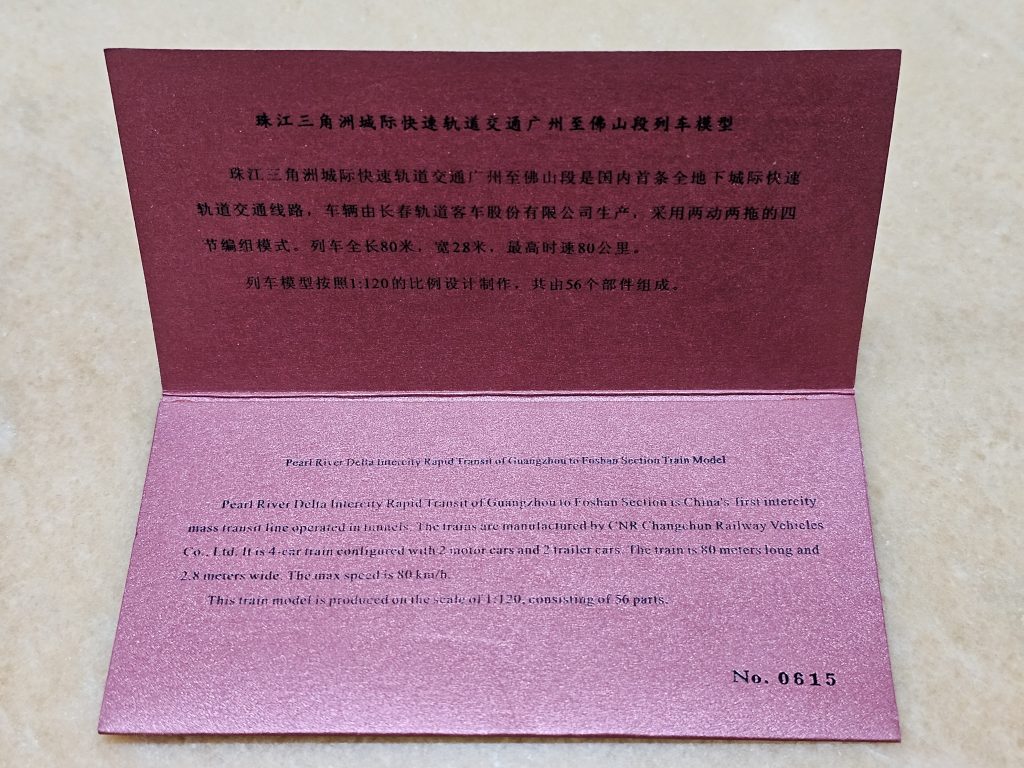 珠江三角洲城际快速轨道交通广州至佛山段列车模型
珠江三角洲城际快速轨道交通广州至佛山段是国内首条全地下城际快速
轨道交通线路，车辆由长春轨道客车股份有限公司生产，采用两动两拖的四
节编组模式。列车全长80米，宽28米，最高时速80公里。
列车模型按照1:120的比例设计制作，共由56个部件组成。
Pearl River Delta Intercity Rapid Transit of Guangzhou to Foshan Section Train Model
Pearl River Delta Intercity Rapid Transit of Guangzhou to Foshan Section is China's first intercity
mass transit line operated in tunnels. The trains are manufactured by CNR Changchun Railway Vehicles
Co., Ltd. It is 4-car train configured with 2 motor cars and 2 trailer cars. The train is 80 meters long and
2.8 meters wide. The max speed is 80 km/h.
This train model is produced on the scale of 1:120, consisting of 56 parts.
No. 0815